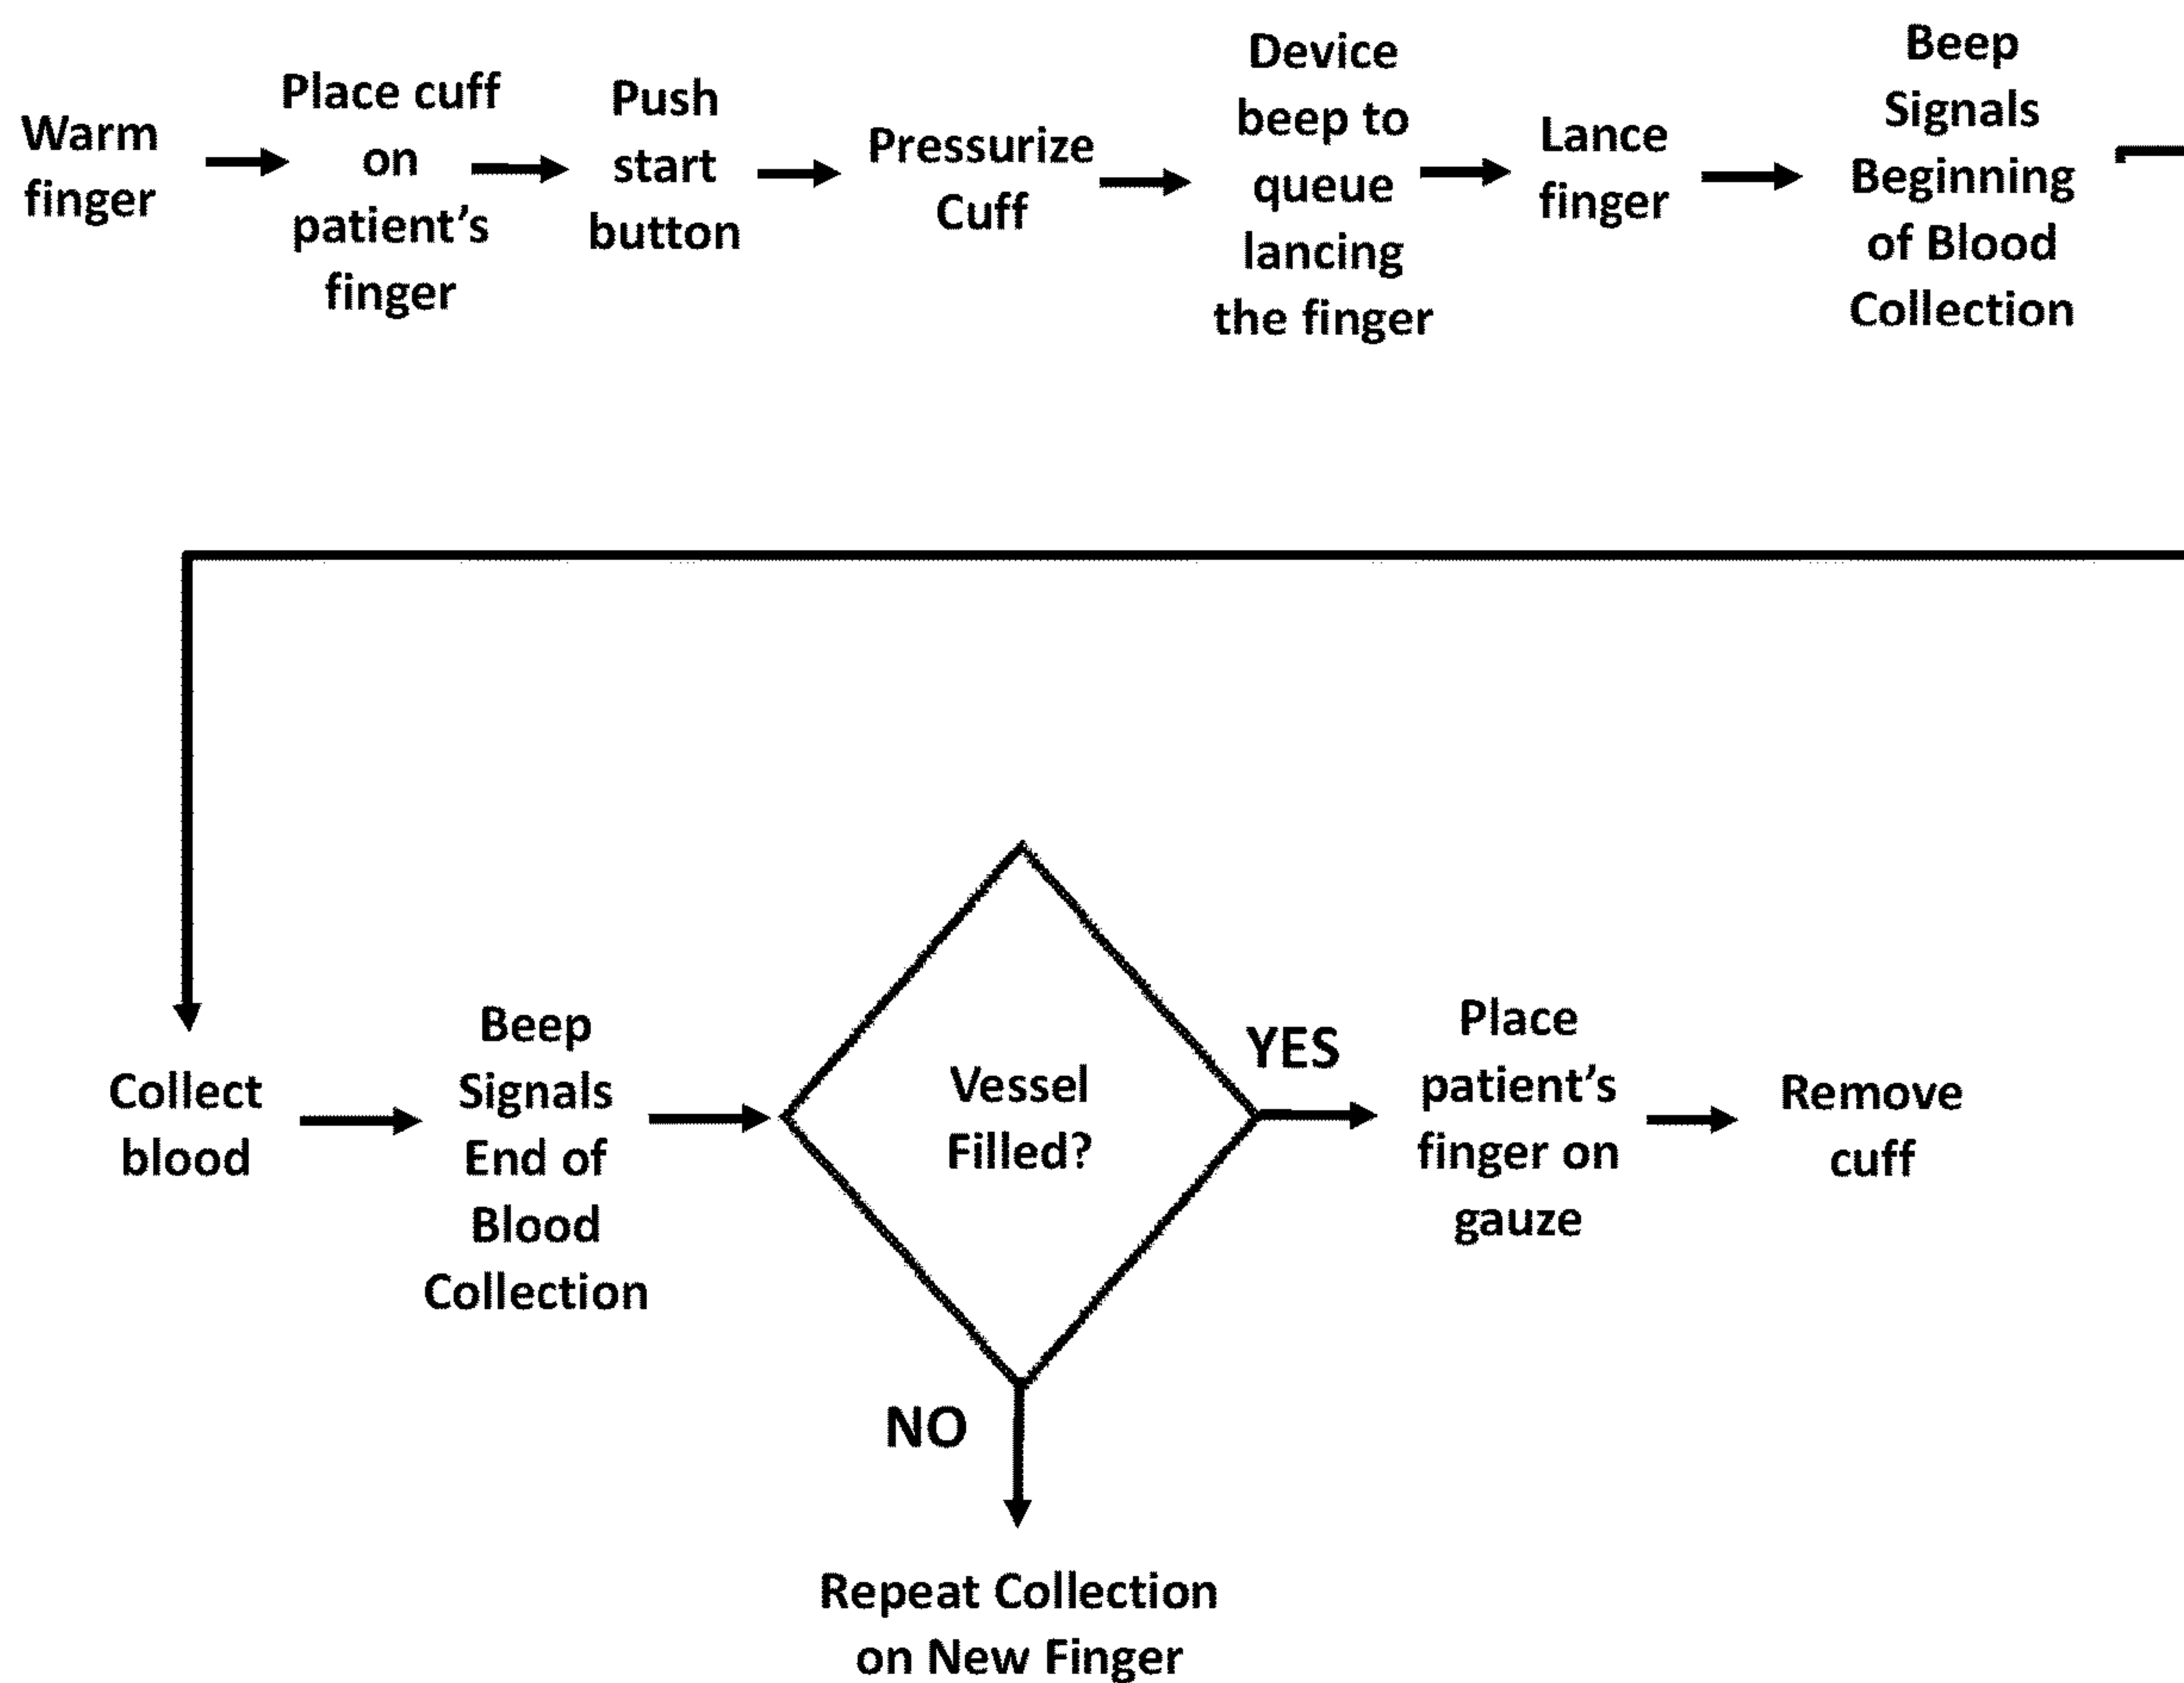 Warm
finger
Place cuff
on
patient's
finger
Push
start
button
Pressurize
Cuff
Device
beep to
queue
lancing
the finger
Lance
finger
Beep
Signals
Beginning
of Blood
Collection
Collect
blood
Beep
Signals
End of
Blood
Collection
Vessel
Filled?
YES
Place
patient's
finger on
gauze
Remove
cuff
NO
Repeat Collection
on New Finger